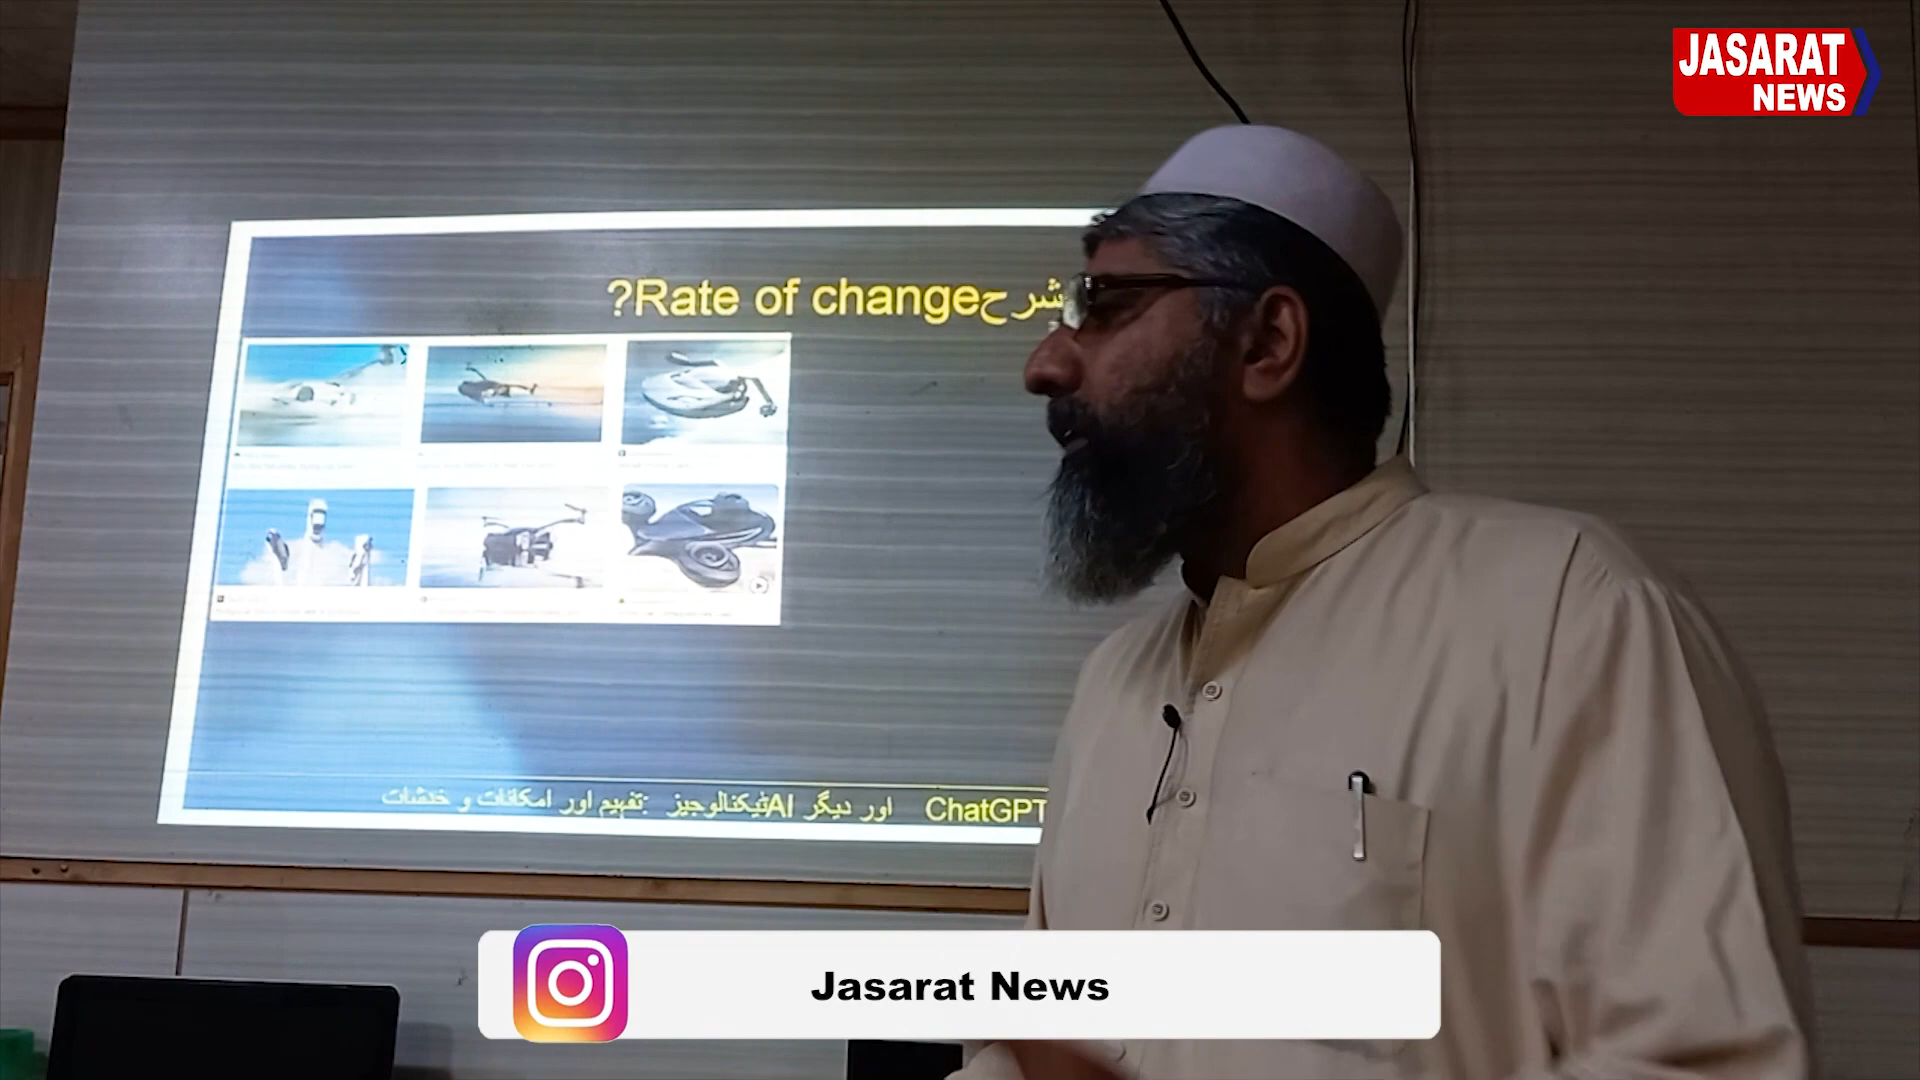 JASARAT
NEWS
شرح Rate of change?
ChatGPT اور دیگر AI ٹیکنالوجیز: تفہیم اور امکانات و خدشات
Jasarat News